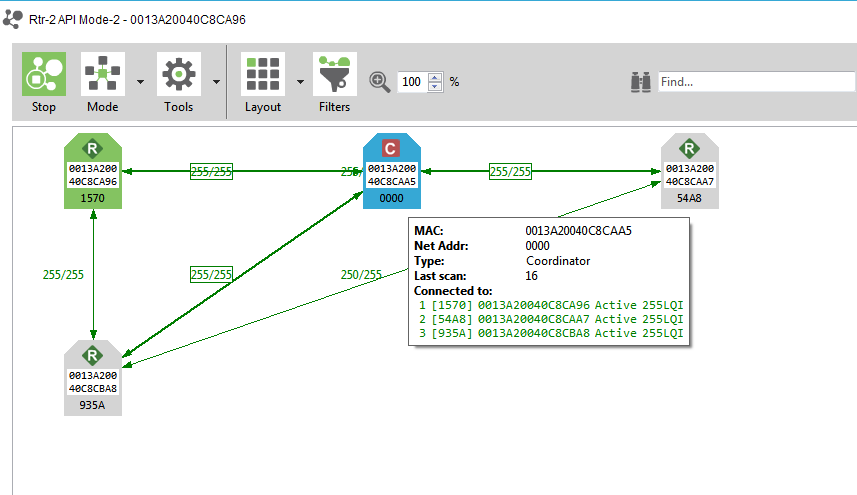 Rtr-2 API Mode-2 - 0013A20040C8CA96
Stop
Mode
Tools
Layout
Filters
100
%
Find...
R
0013A200
40C8CA96
1570
255/255
255/
C
0013A200
40C8CAA5
0000
255/255
R
0013A200
40C8CAA7
54A8
255/255
255/255
250/255
MAC: 0013A20040C8CAA5
Net Addr: 0000
Type: Coordinator
Last scan: 16
Connected to:
1 [1570] 0013A20040C8CA96 Active 255LQI
2 [54A8] 0013A20040C8CAA7 Active 255LQI
3 [935A] 0013A20040C8CBA8 Active 255LQI
R
0013A200
40C8CBA8
935A